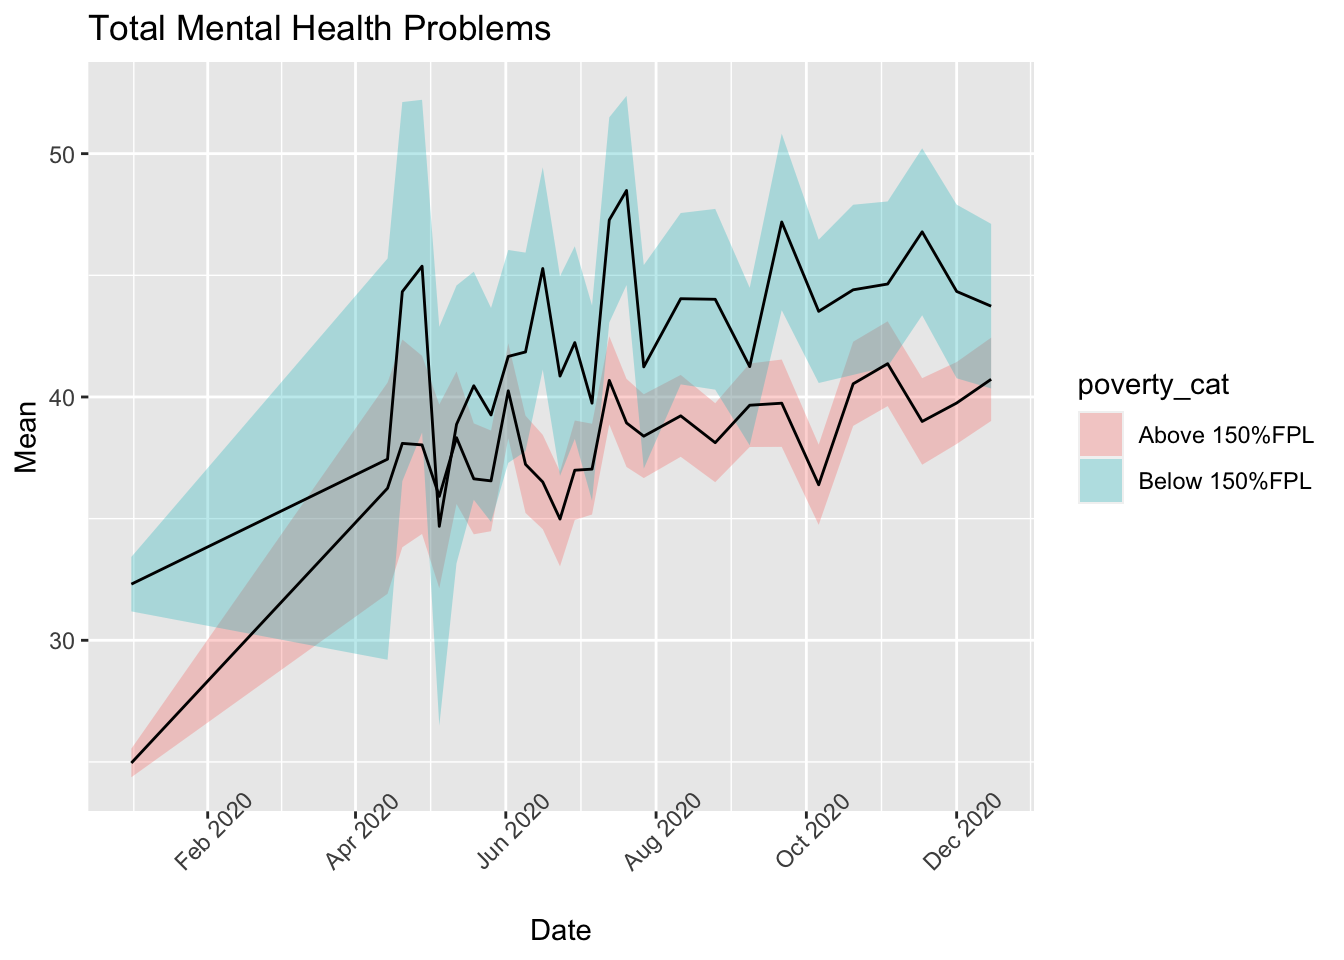 Total Mental Health Problems
50
40
30
Mean
Feb 2020
Apr 2020
Jun 2020
Aug 2020
Oct 2020
Dec 2020
Date
poverty_cat
Above 150%FPL
Below 150%FPL